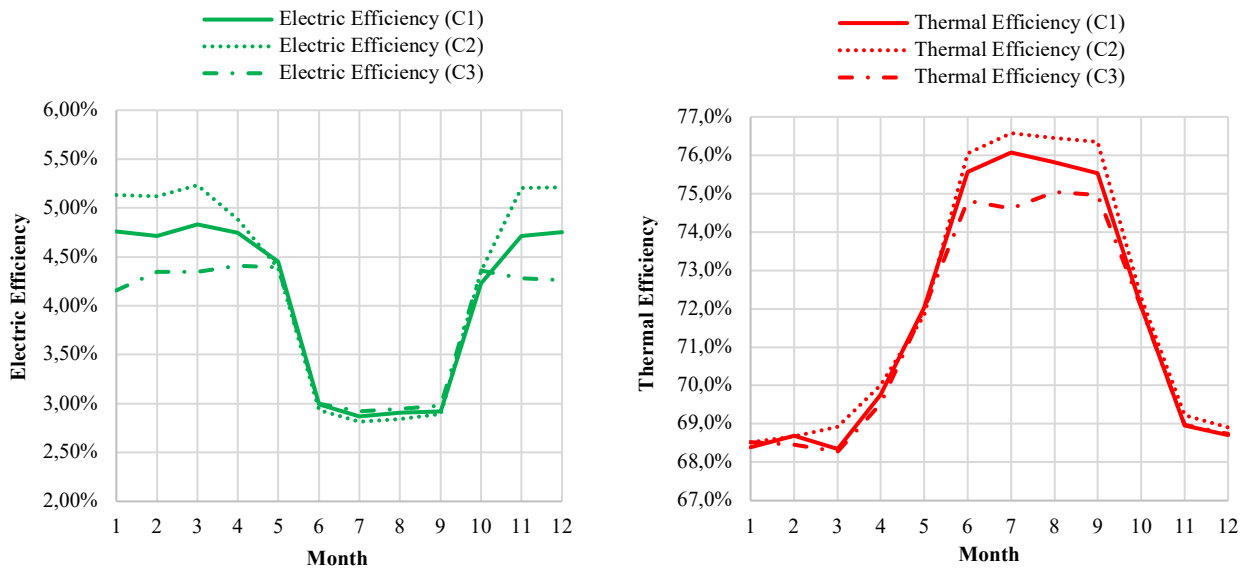 Electric Efficiency (C1)
Electric Efficiency (C2)
Electric Efficiency (C3)
6,00%
5,50%
5,00%
4,50%
4,00%
3,50%
3,00%
2,50%
2,00%
Electric Efficiency
1 2 3 4 5 6 7 8 9 10 11 12
Month
Thermal Efficiency (C1)
Thermal Efficiency (C2)
Thermal Efficiency (C3)
77,0%
76,0%
75,0%
74,0%
73,0%
72,0%
71,0%
70,0%
69,0%
68,0%
67,0%
Thermal Efficiency
1 2 3 4 5 6 7 8 9 10 11 12
Month